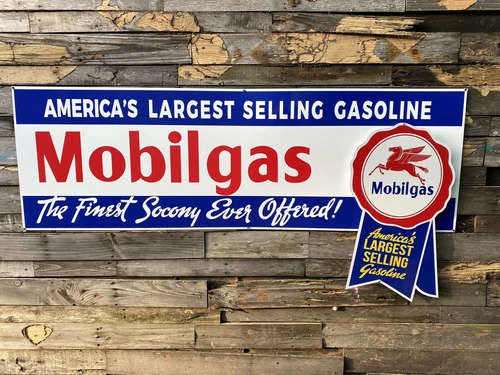 AMERICA'S LARGEST SELLING GASOLINE
Mobilgas
The Finest Socony Ever Offered!
Mobilgas
America's
LARGEST
SELLING
Gasoline